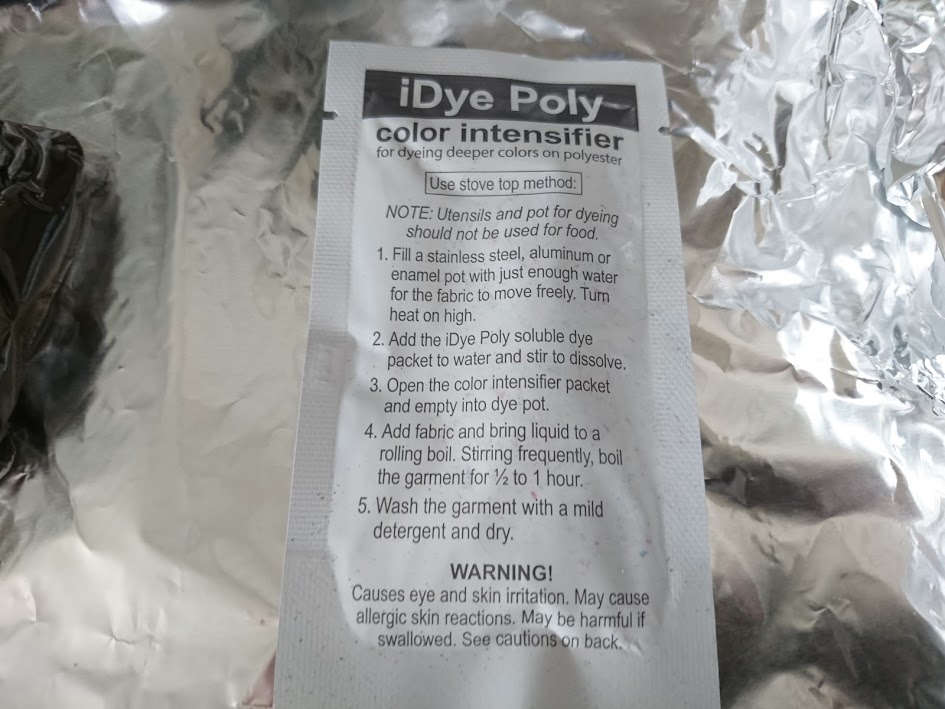 iDye Poly
color intensifier
for dyeing deeper colors on polyester
Use stove top method:
NOTE: Utensils and pot for dyeing
should not be used for food.
1. Fill a stainless steel, aluminum or
enamel pot with just enough water
for the fabric to move freely. Turn
heat on high.
2. Add the iDye Poly soluble dye
packet to water and stir to dissolve.
3. Open the color intensifier packet
and empty into dye pot.
4. Add fabric and bring liquid to a
rolling boil. Stirring frequently, boil
the garment for ½ to 1 hour.
5. Wash the garment with a mild
detergent and dry.
WARNING!
Causes eye and skin irritation. May cause
allergic skin reactions. May be harmful if
swallowed. See cautions on back.